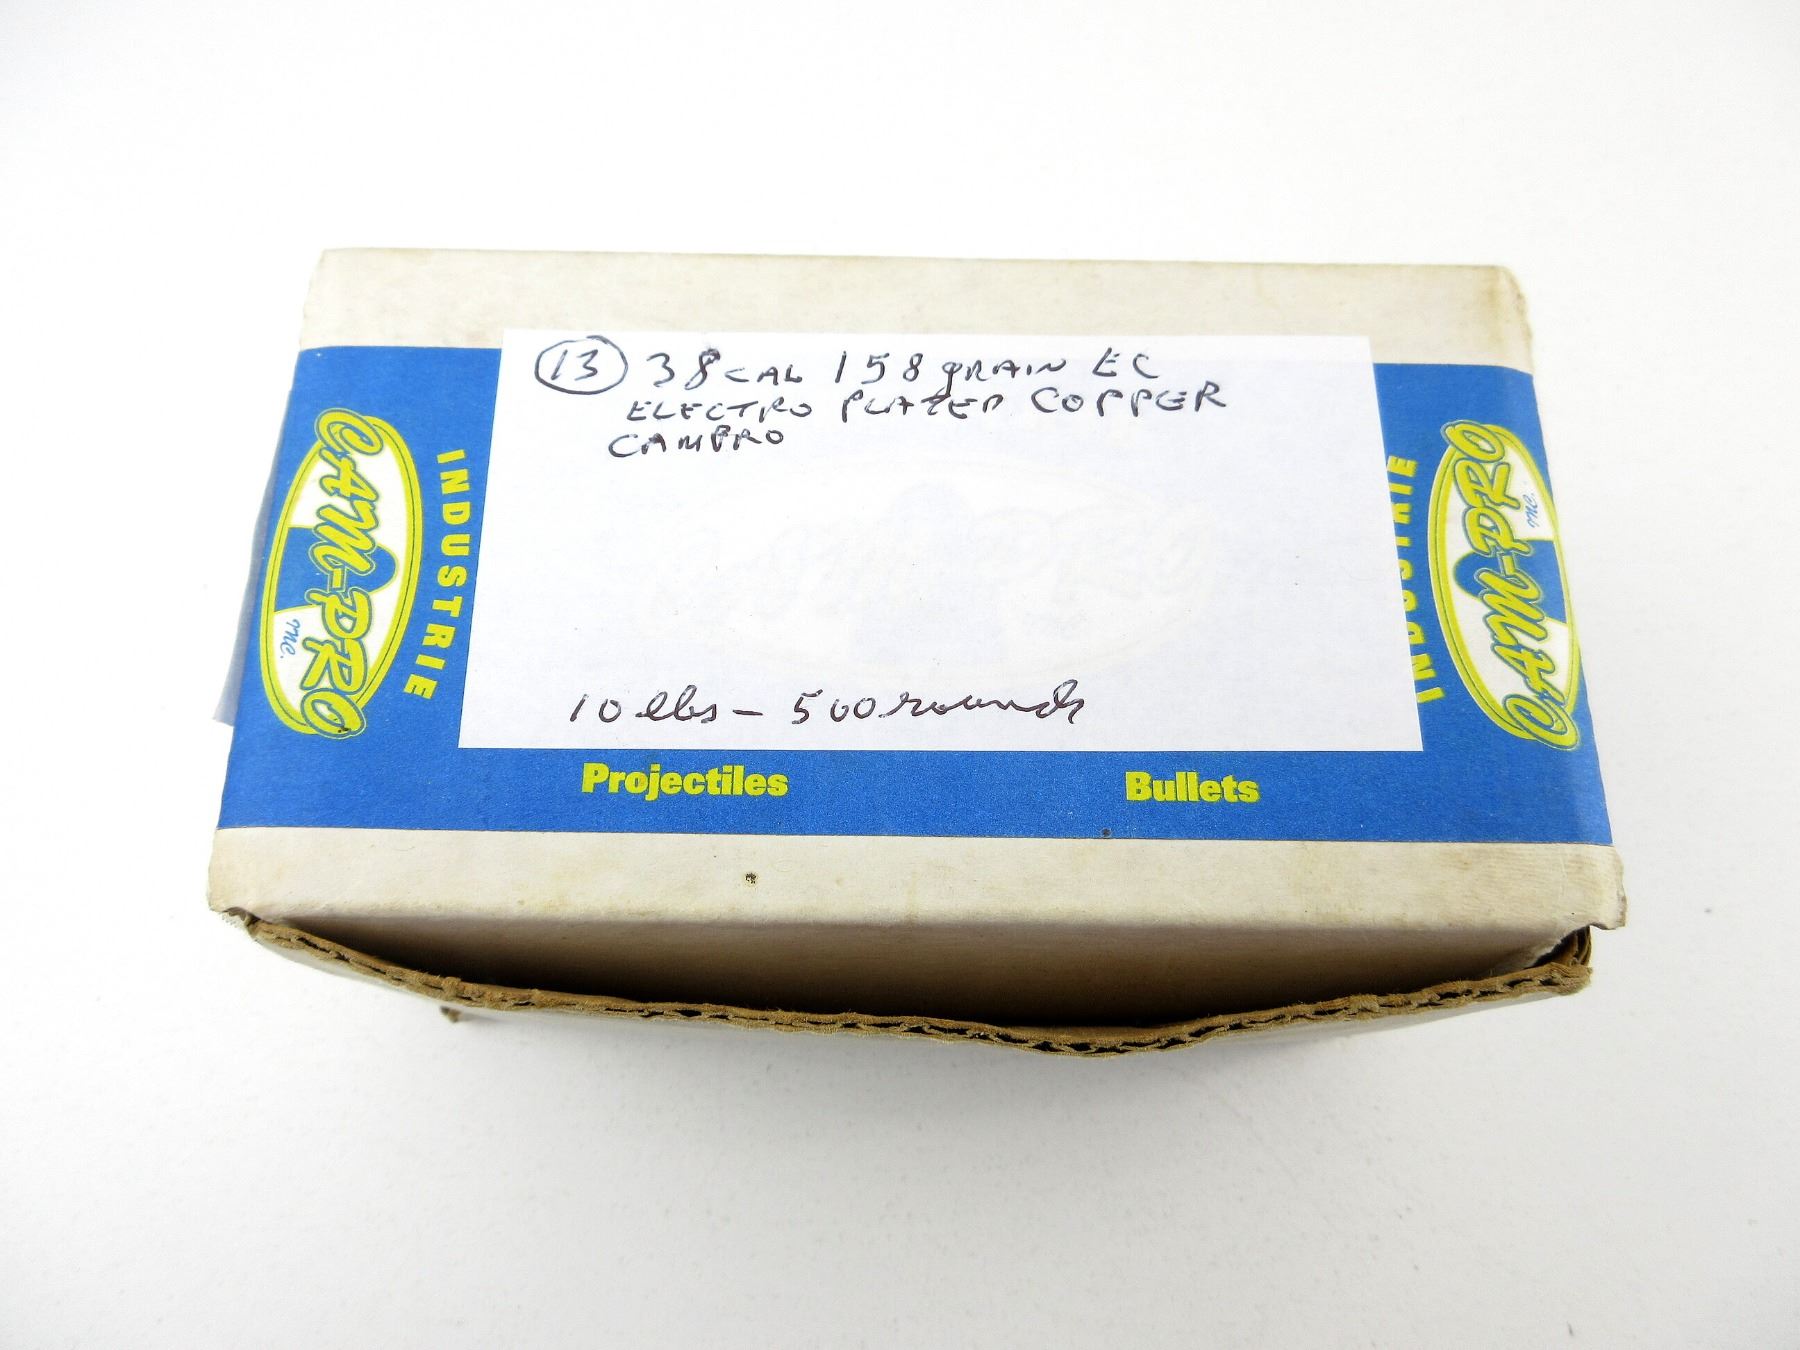 (13) 38 CAL 158 grAIN EC
ELECTRO PLATED COPPER
CAMPRO
10 lbs - 500 rounds
CAM-PRO
inc.
INDUSTRIE
CAM-PRO
inc.
INDUSTRIE
Projectiles Bullets